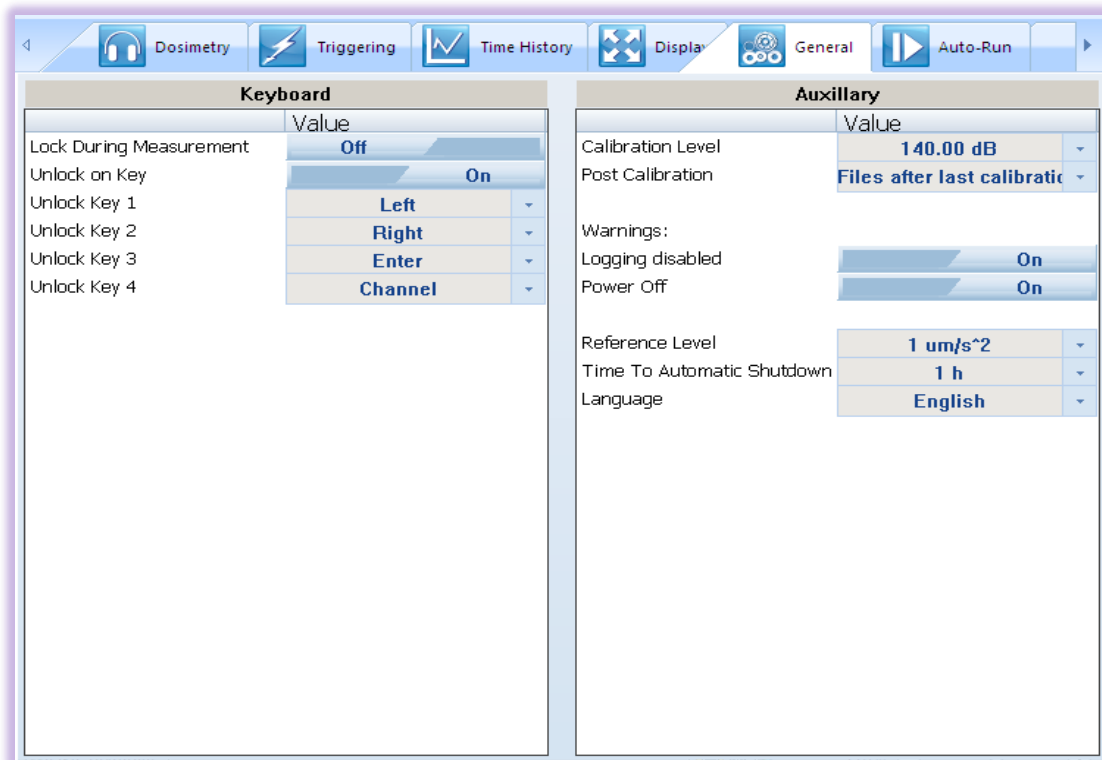 Dosimetry Triggering Time History Display General Auto-Run
Keyboard
Value
Lock During Measurement Off
Unlock on Key On
Unlock Key 1 Left
Unlock Key 2 Right
Unlock Key 3 Enter
Unlock Key 4 Channel
Auxillary
Value
Calibration Level 140.00 dB
Post Calibration Files after last calibratio
Warnings:
Logging disabled On
Power Off On
Reference Level 1 um/s^2
Time To Automatic Shutdown 1 h
Language English